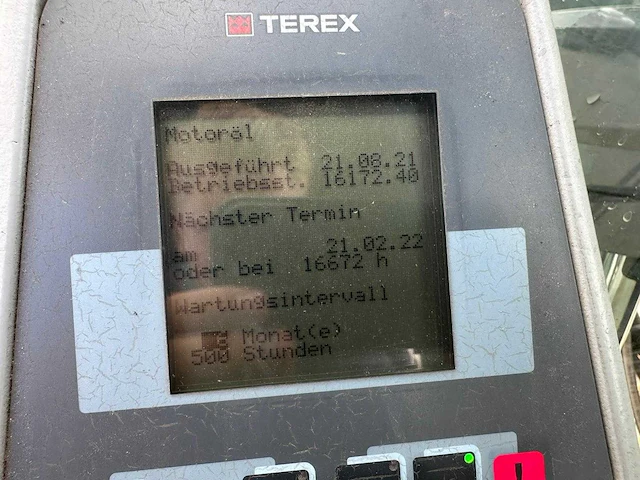 TEREX
Motoröl
Ausgeführt 21.08.21
Betriebsst. 16172.40
Nächster Termin
am 21.02.22
oder bei 16672 h
Wartungsintervall
Monat(e)
500 Stunden